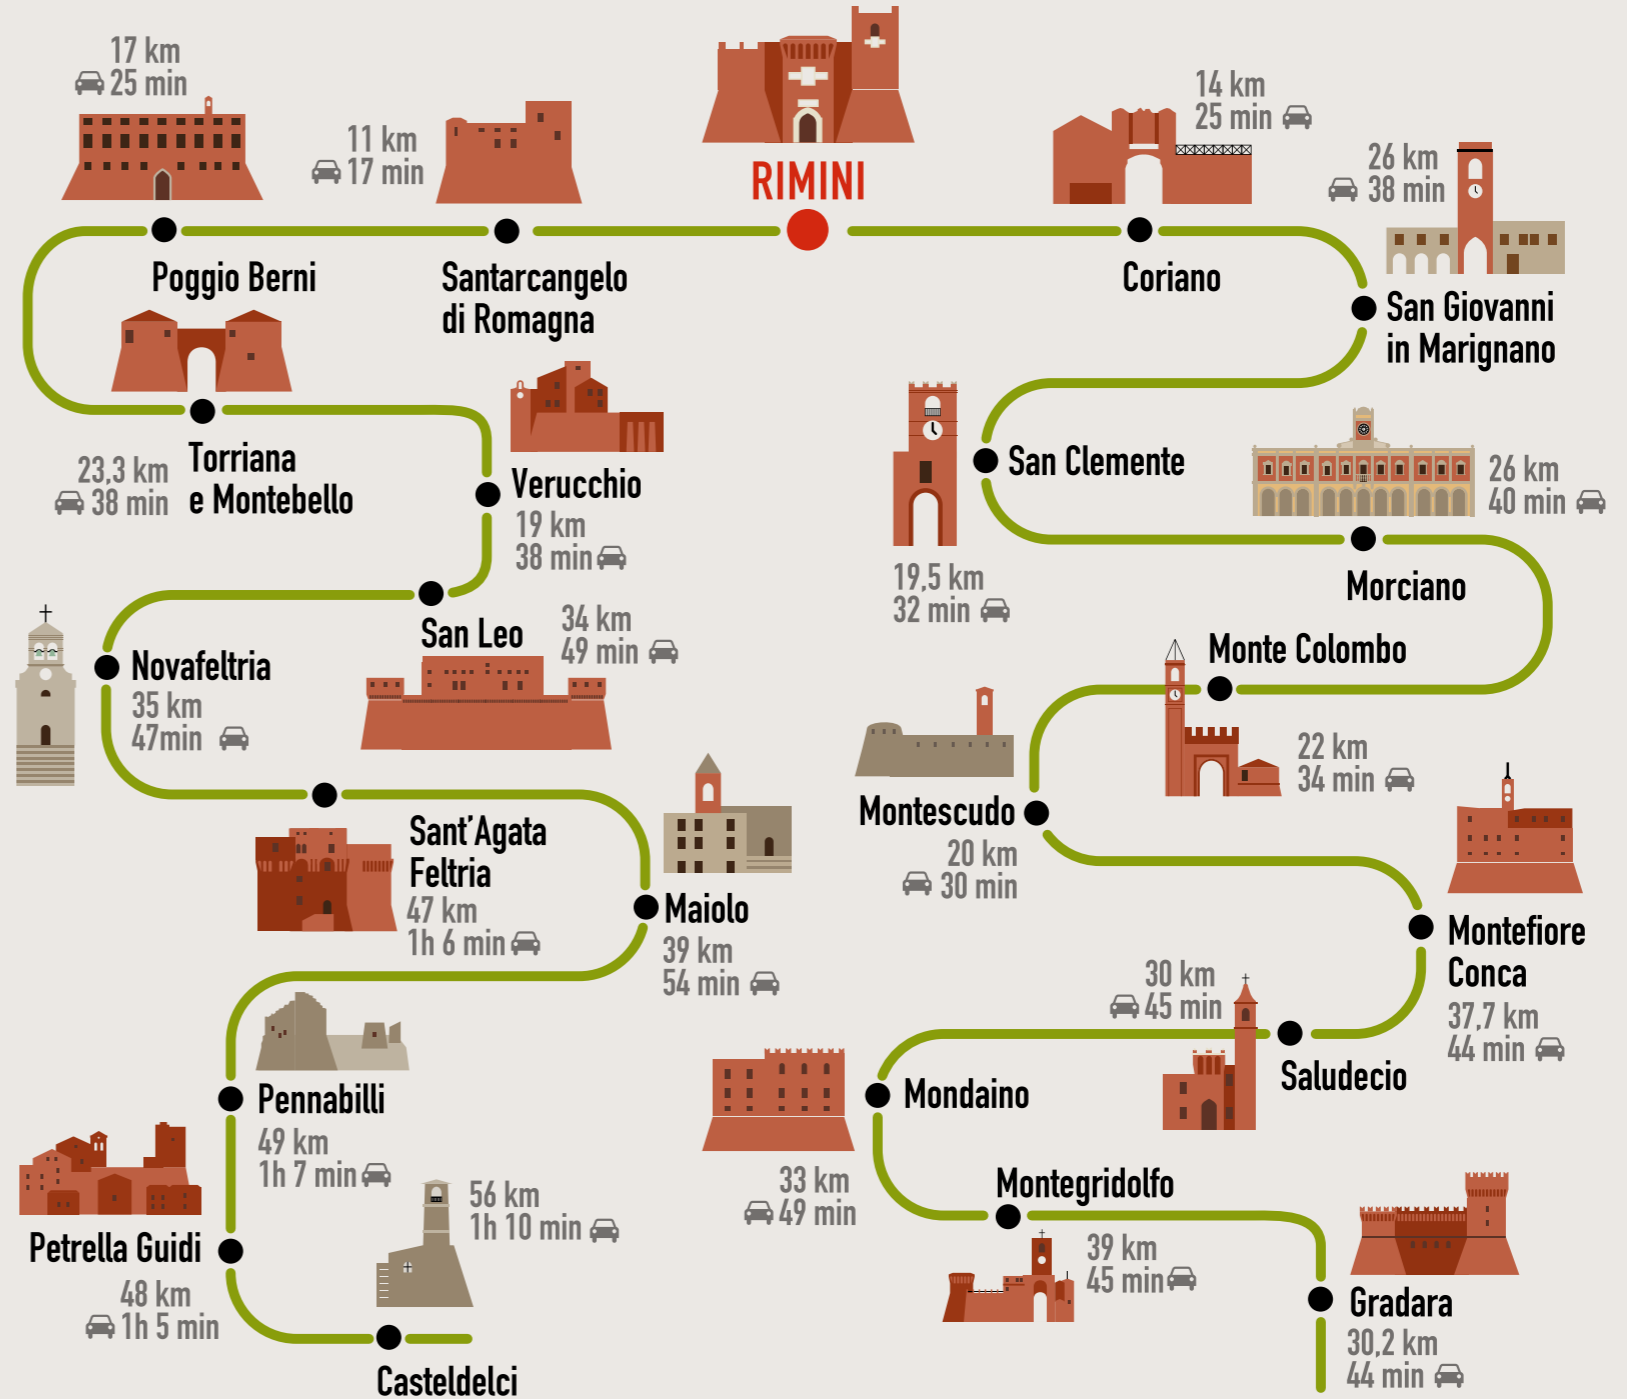 17 km
25 min
11 km
17 min
RIMINI
14 km
25 min
26 km
38 min
Poggio Berni
Santarcangelo
di Romagna
Coriano
San Giovanni
in Marignano
Torriana
e Montebello
23,3 km
38 min
Verucchio
19 km
38 min
San Clemente
19,5 km
32 min
26 km
40 min
Morciano
San Leo
34 km
49 min
Novafeltria
35 km
47min
Monte Colombo
22 km
34 min
Montescudo
20 km
30 min
Sant'Agata
Feltria
47 km
1h 6 min
Maiolo
39 km
54 min
Montefiore
Conca
37,7 km
44 min
30 km
45 min
Saludecio
Pennabilli
49 km
1h 7 min
Mondaino
33 km
49 min
Petrella Guidi
48 km
1h 5 min
56 km
1h 10 min
Casteldelci
Montegridolfo
39 km
45 min
Gradara
30,2 km
44 min